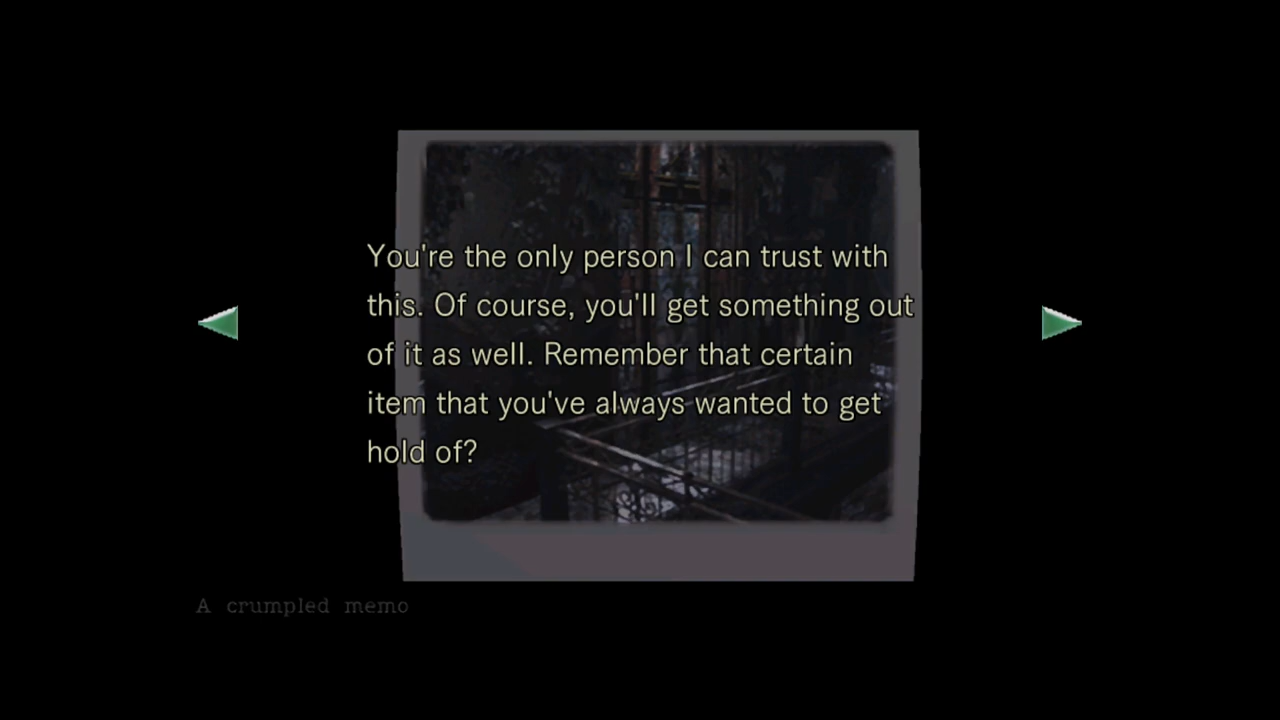 You're the only person I can trust with
this. Of course, you'll get something out
of it as well. Remember that certain
item that you've always wanted to get
hold of?
A crumpled memo